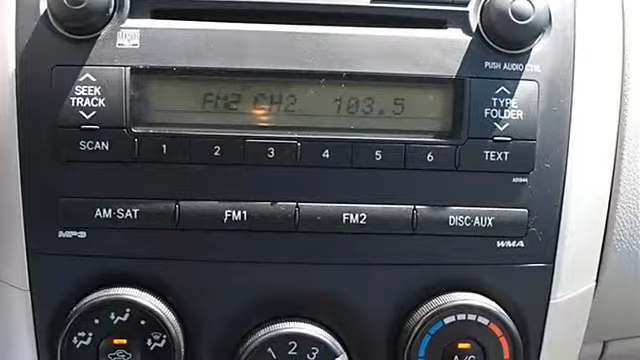 TEXT
PUSH AUDIO CTRL
SEEK
TRACK
FM2 CH2 103.5
TYPE
FOLDER
SCAN 1 2 3 4 5 6 TEXT
AM·SAT FM1 FM2 DISC·AUX
MP3 WMA
1 2 3
A/C